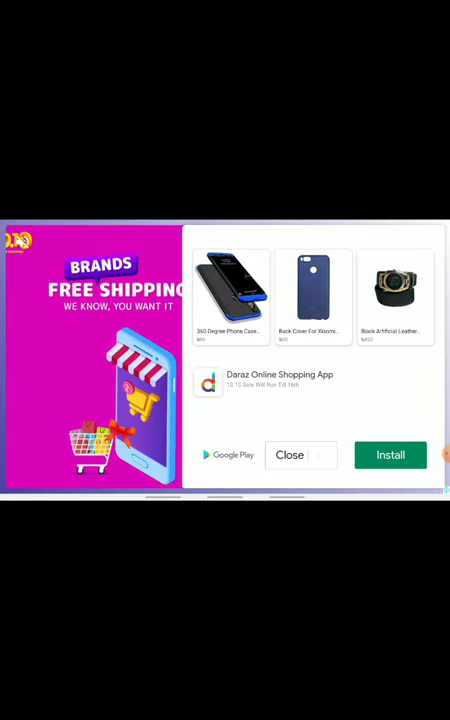 BRANDS
FREE SHIPPING
WE KNOW, YOU WANT IT
360 Degree Phone Case...
Back Cover For Xiaomi...
Black Artificial Leather...
Daraz Online Shopping App
10.10 Sale Will Run Till 16th
Google Play
Close
Install